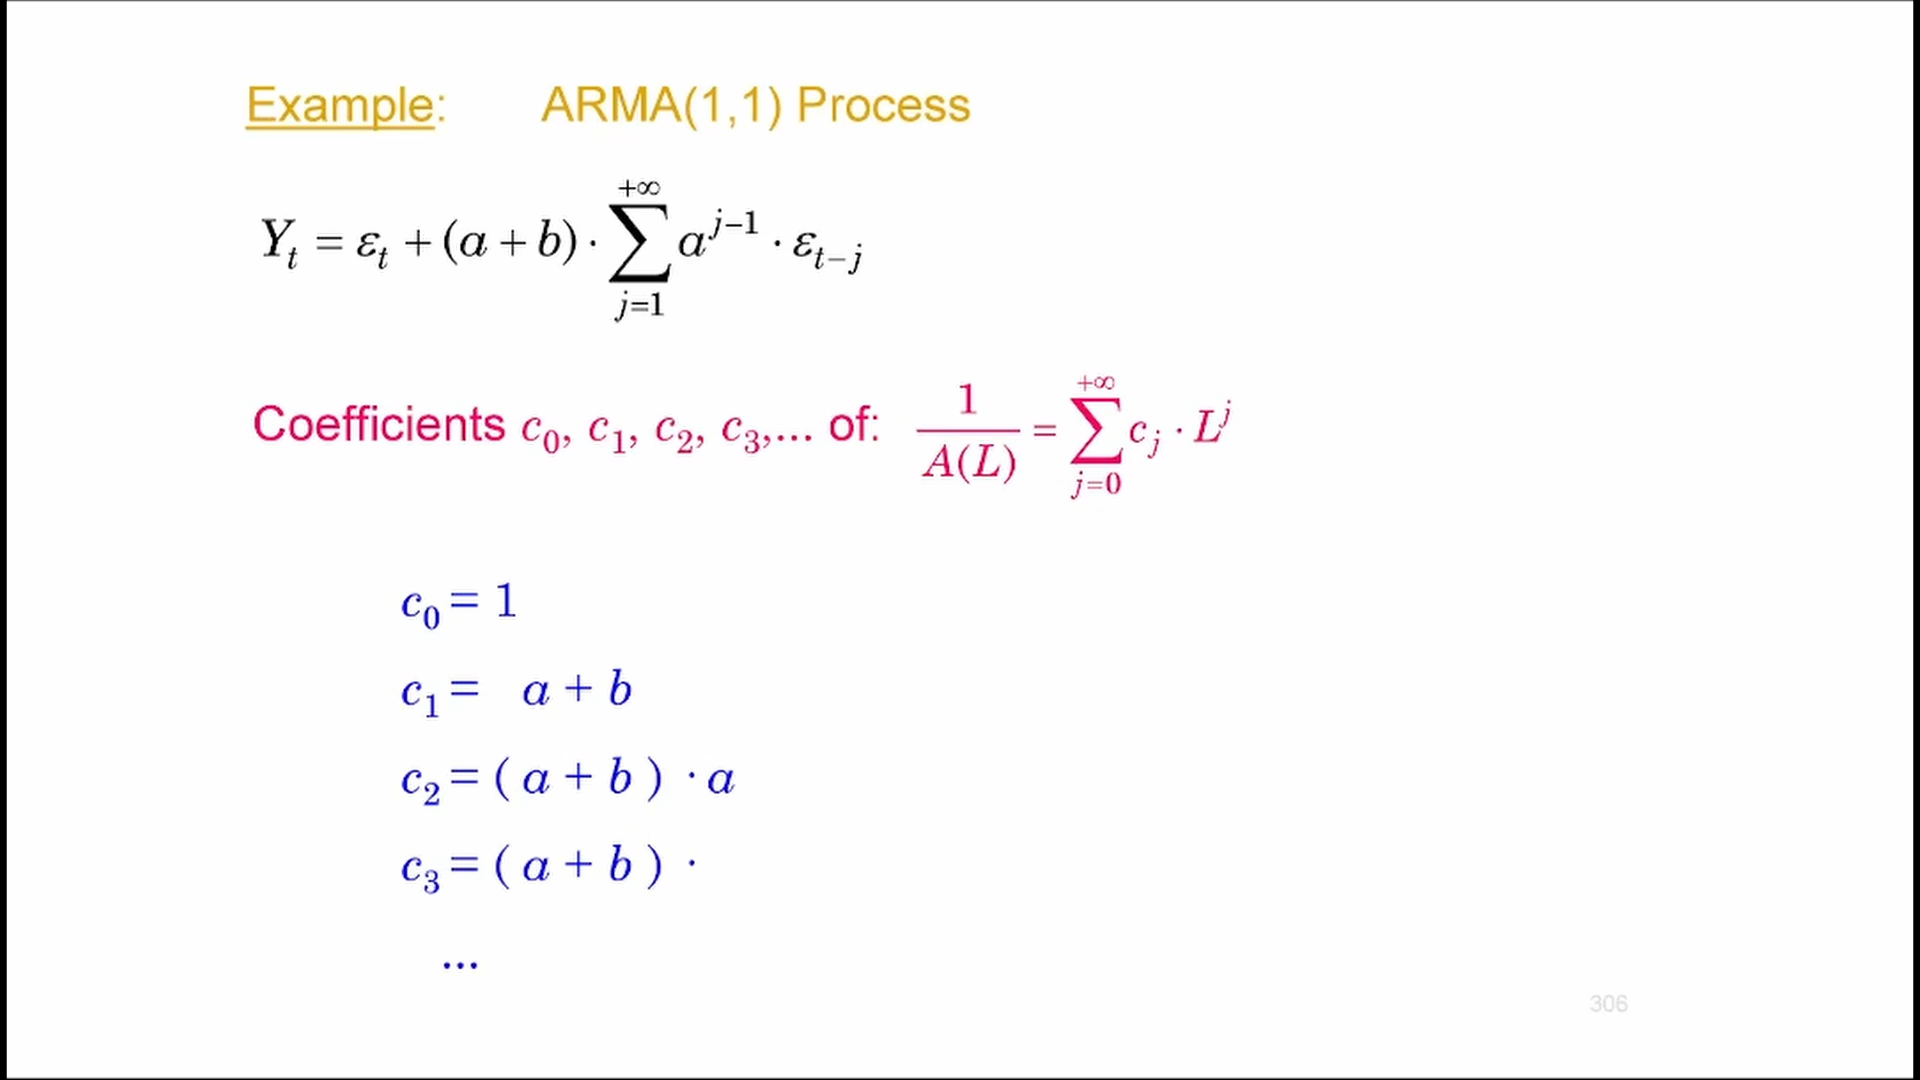 Example: ARMA(1,1) Process
Y_t = ε_t + (a + b) · ∑_{j=1}^{+∞} a^{j−1} · ε_{t−j}
Coefficients c_0, c_1, c_2, c_3,... of: 1/A(L) = ∑_{j=0}^{+∞} c_j · L^j
c_0 = 1
c_1 = a + b
c_2 = ( a + b ) · a
c_3 = ( a + b ) ·
...
306